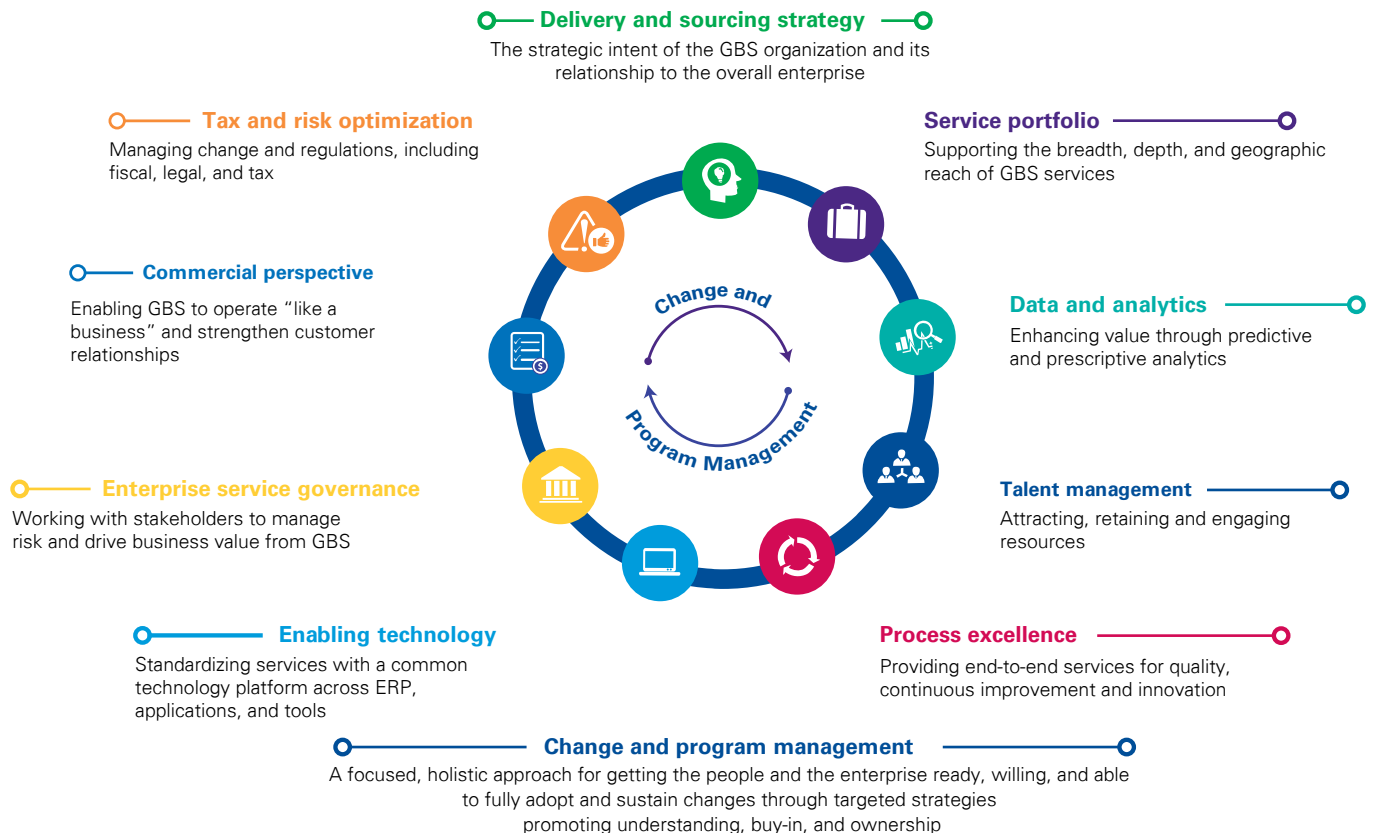 Delivery and sourcing strategy
The strategic intent of the GBS organization and its
relationship to the overall enterprise
Tax and risk optimization
Managing change and regulations, including
fiscal, legal, and tax
Service portfolio
Supporting the breadth, depth, and geographic
reach of GBS services
Commercial perspective
Enabling GBS to operate “like a
business” and strengthen customer
relationships
Change and
Program Management
$
Data and analytics
Enhancing value through predictive
and prescriptive analytics
Enterprise service governance
Working with stakeholders to manage
risk and drive business value from GBS
Talent management
Attracting, retaining and engaging
resources
Enabling technology
Standardizing services with a common
technology platform across ERP,
applications, and tools
Process excellence
Providing end-to-end services for quality,
continuous improvement and innovation
Change and program management
A focused, holistic approach for getting the people and the enterprise ready, willing, and able
to fully adopt and sustain changes through targeted strategies
promoting understanding, buy-in, and ownership